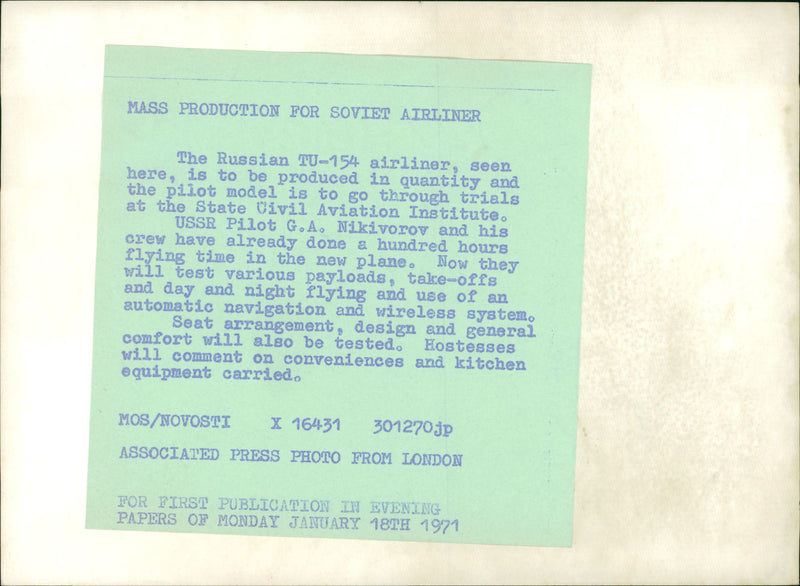 MASS PRODUCTION FOR SOVIET AIRLINER
The Russian TU-154 airliner, seen
here, is to be produced in quantity and
the pilot model is to go through trials
at the State Civil Aviation Institute.
USSR Pilot G.A. Nikivorov and his
crew have already done a hundred hours
flying time in the new plane. Now they
will test various payloads, take-offs
and day and night flying and use of an
automatic navigation and wireless system.
Seat arrangement, design and general
comfort will also be tested. Hostesses
will comment on conveniences and kitchen
equipment carried.
MOS/NOVOSTI X 16431 301270jp
ASSOCIATED PRESS PHOTO FROM LONDON
FOR FIRST PUBLICATION IN EVENING
PAPERS OF MONDAY JANUARY 18TH 1971